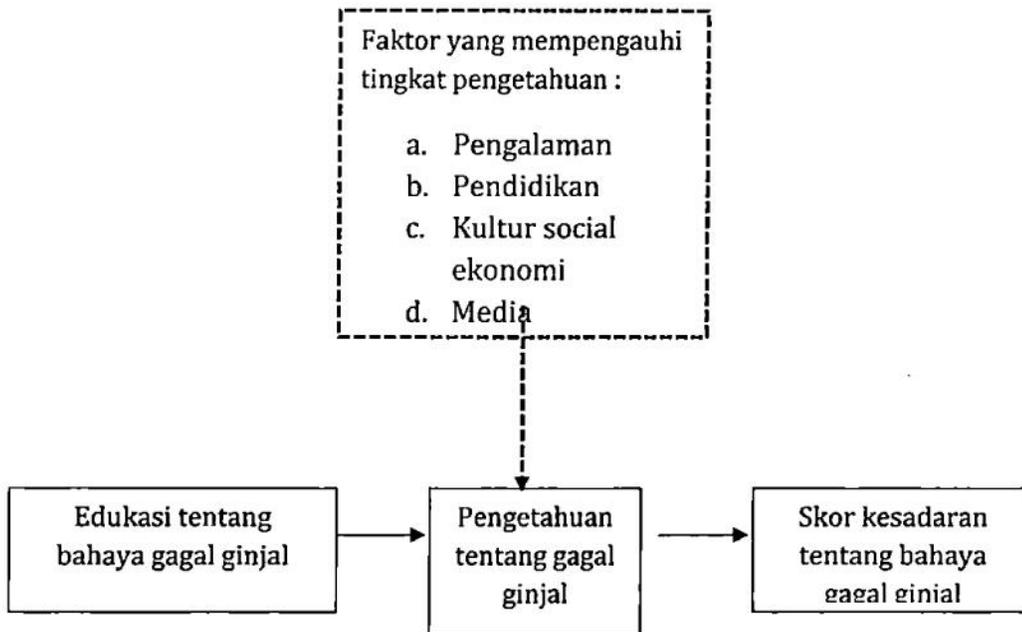 Faktor yang mempengauhi
tingkat pengetahuan :
a. Pengalaman
b. Pendidikan
c. Kultur social
ekonomi
d. Media
Edukasi tentang
bahaya gagal ginjal
Pengetahuan
tentang gagal
ginjal
Skor kesadaran
tentang bahaya
gagal ginjal